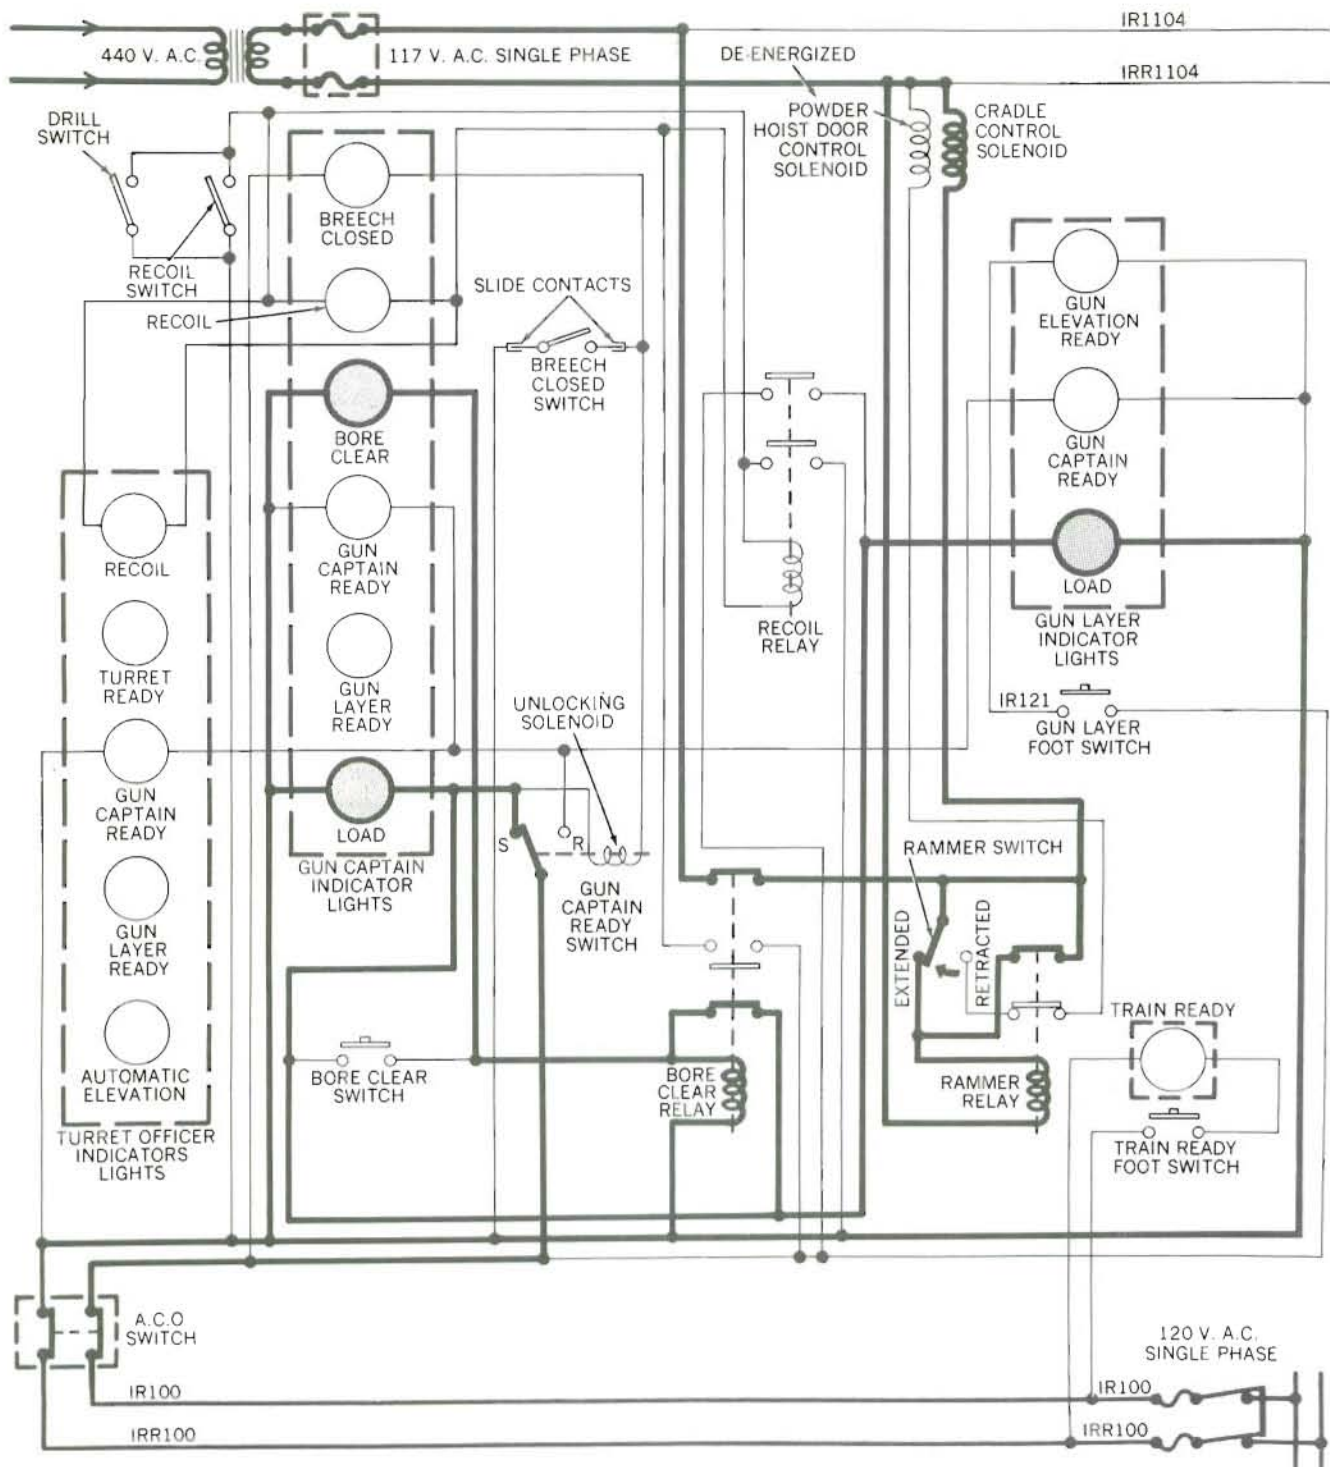 IR1104
440 V. A.C.
117 V. A.C. SINGLE PHASE
DE-ENERGIZED
IRR1104
DRILL
SWITCH
POWDER
HOIST DOOR
CONTROL
SOLENOID
CRADLE
CONTROL
SOLENOID
BREECH
CLOSED
RECOIL
SWITCH
SLIDE CONTACTS
RECOIL
GUN
ELEVATION
READY
BREECH
CLOSED
SWITCH
BORE
CLEAR
GUN
CAPTAIN
READY
RECOIL
GUN
CAPTAIN
READY
LOAD
RECOIL
RELAY
GUN LAYER
INDICATOR
LIGHTS
TURRET
READY
GUN
LAYER
READY
UNLOCKING
SOLENOID
IR121
GUN LAYER
FOOT SWITCH
GUN
CAPTAIN
READY
LOAD
S
R
RAMMER SWITCH
GUN CAPTAIN
INDICATOR
LIGHTS
GUN
CAPTAIN
READY
SWITCH
GUN
LAYER
READY
EXTENDED
RETRACTED
TRAIN READY
AUTOMATIC
ELEVATION
BORE CLEAR
SWITCH
BORE
CLEAR
RELAY
RAMMER
RELAY
TURRET OFFICER
INDICATORS
LIGHTS
TRAIN READY
FOOT SWITCH
A.C.O
SWITCH
120 V. A.C.
SINGLE PHASE
IR100
IR100
IRR100
IRR100